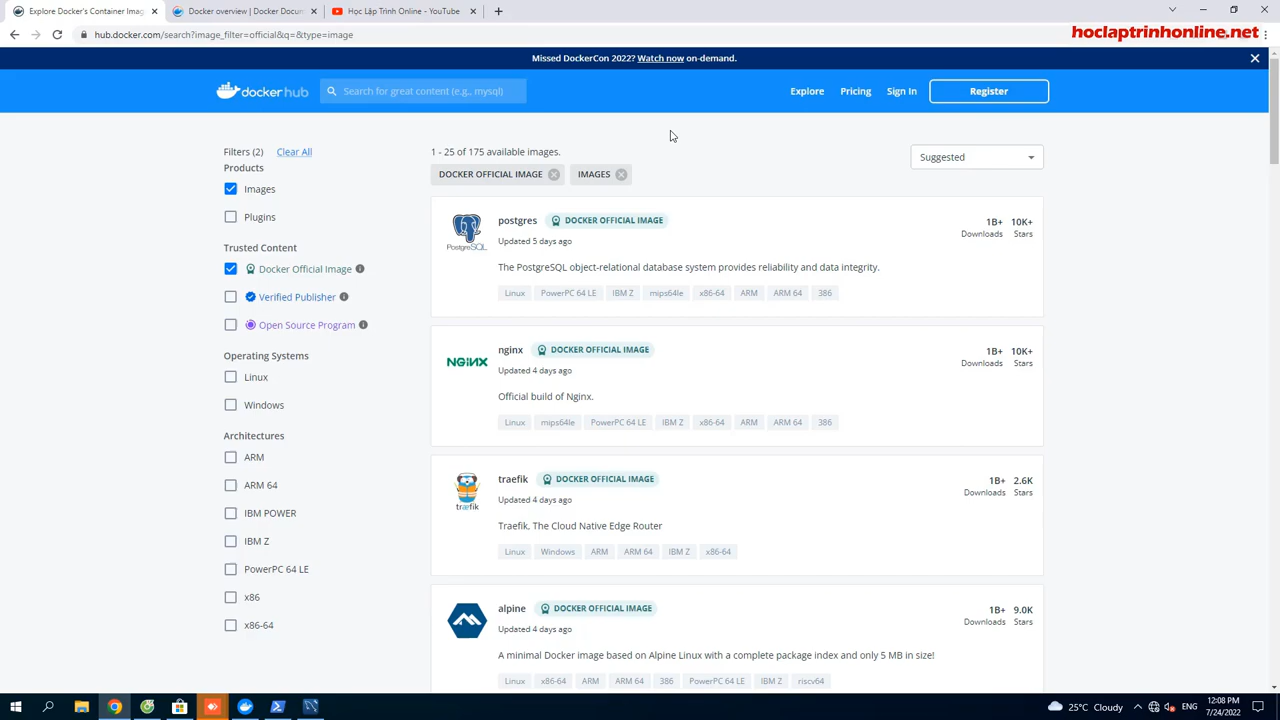 Explore Docker's Container Imag
Docker overview | Docker Docum
Học Lập Trình Online - YouTube
hub.docker.com/search?image_filter=official&q=&type=image
hoclaptrinhonline.net
Missed DockerCon 2022? Watch now on-demand.
dockerhub
Search for great content (e.g., mysql)
Explore
Pricing
Sign In
Register
Filters (2) Clear All
Products
Images
Plugins
Trusted Content
Docker Official Image
Verified Publisher
Open Source Program
Operating Systems
Linux
Windows
Architectures
ARM
ARM 64
IBM POWER
IBM Z
PowerPC 64 LE
x86
x86-64
1 - 25 of 175 available images.
DOCKER OFFICIAL IMAGE IMAGES
Suggested
PostgreSQL
postgres DOCKER OFFICIAL IMAGE
Updated 5 days ago
1B+ 10K+
Downloads Stars
The PostgreSQL object-relational database system provides reliability and data integrity.
Linux PowerPC 64 LE IBM Z mips64le x86-64 ARM ARM 64 386
NGINX
nginx DOCKER OFFICIAL IMAGE
Updated 4 days ago
1B+ 10K+
Downloads Stars
Official build of Nginx.
Linux mips64le PowerPC 64 LE IBM Z x86-64 ARM ARM 64 386
træfik
traefik DOCKER OFFICIAL IMAGE
Updated 4 days ago
1B+ 2.6K
Downloads Stars
Traefik, The Cloud Native Edge Router
Linux Windows ARM ARM 64 IBM Z x86-64
alpine DOCKER OFFICIAL IMAGE
Updated 4 days ago
1B+ 9.0K
Downloads Stars
A minimal Docker image based on Alpine Linux with a complete package index and only 5 MB in size!
Linux x86-64 ARM ARM 64 386 PowerPC 64 LE IBM Z riscv64
25°C Cloudy
ENG
12:08 PM
7/24/2022